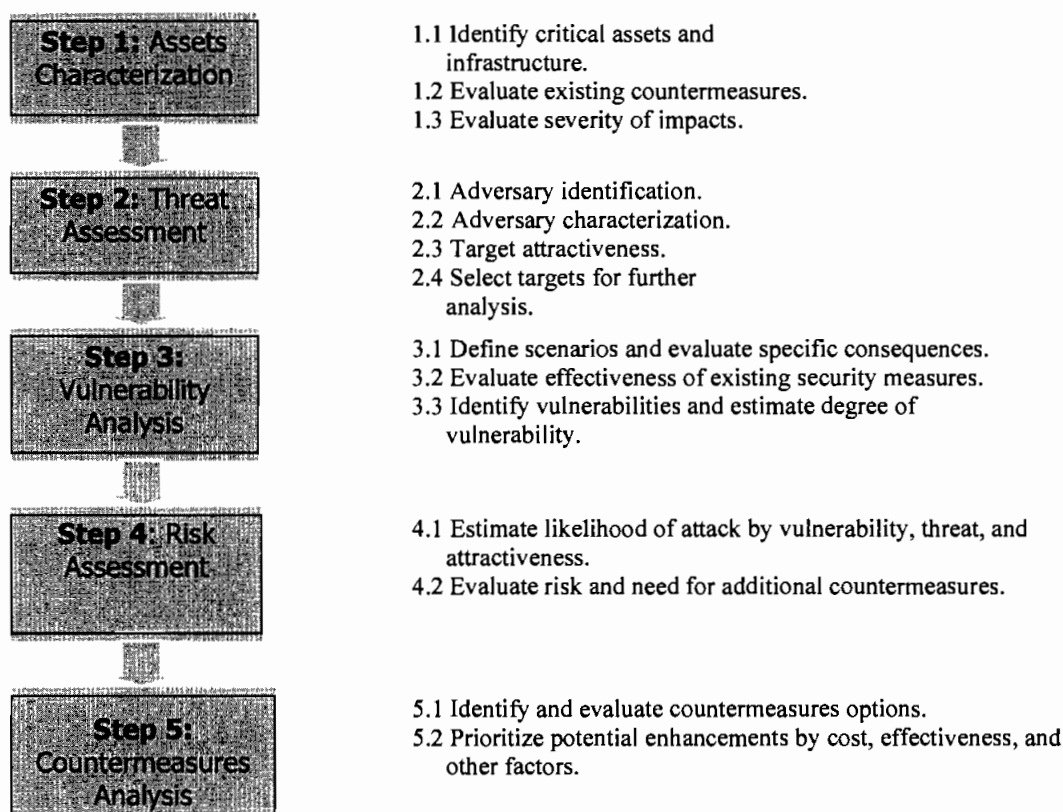 Step 1: Assets
Characterization
1.1 Identify critical assets and
infrastructure.
1.2 Evaluate existing countermeasures.
1.3 Evaluate severity of impacts.
Step 2: Threat
Assessment
2.1 Adversary identification.
2.2 Adversary characterization.
2.3 Target attractiveness.
2.4 Select targets for further
analysis.
Step 3:
Vulnerability
Analysis
3.1 Define scenarios and evaluate specific consequences.
3.2 Evaluate effectiveness of existing security measures.
3.3 Identify vulnerabilities and estimate degree of
vulnerability.
Step 4: Risk
Assessment
4.1 Estimate likelihood of attack by vulnerability, threat, and
attractiveness.
4.2 Evaluate risk and need for additional countermeasures.
Step 5:
Countermeasures
Analysis
5.1 Identify and evaluate countermeasures options.
5.2 Prioritize potential enhancements by cost, effectiveness, and
other factors.